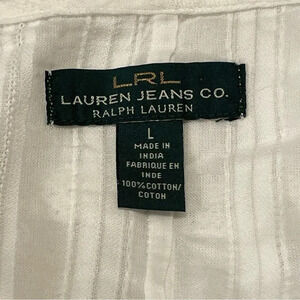 LRL
LAUREN JEANS CO.
RALPH LAUREN
L
MADE IN
INDIA
FABRIQUE EN
INDE
100% COTTON/
COTON